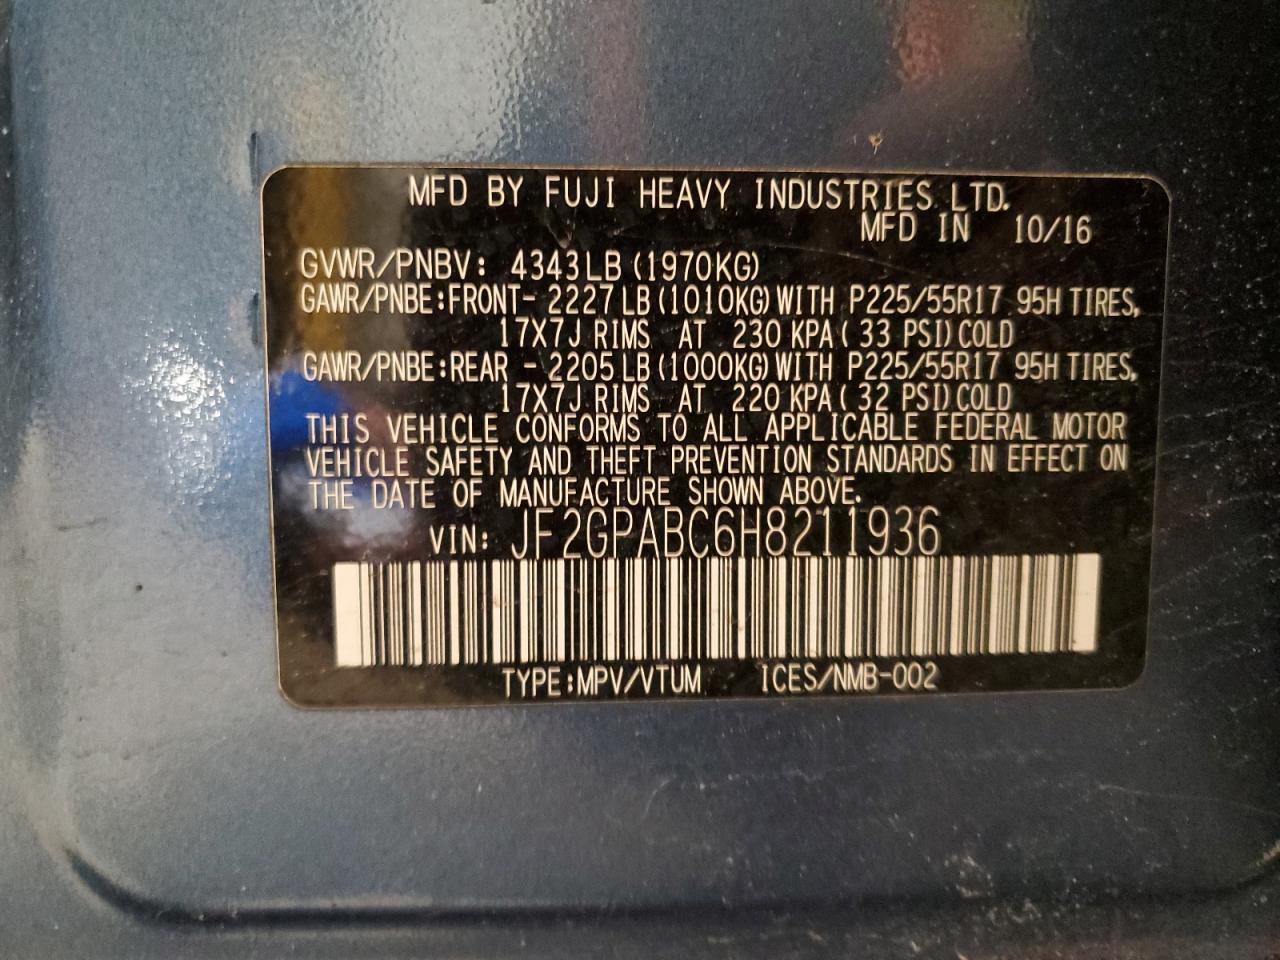 MFD BY FUJI HEAVY INDUSTRIES LTD.
MFD IN 10/16
GVWR/PNBV: 4343LB (1970KG)
GAWR/PNBE:FRONT- 2227LB (1010KG) WITH P225/55R17 95H TIRES,
17X7J RIMS AT 230 KPA ( 33 PSI) COLD
GAWR/PNBE:REAR - 2205LB (1000KG) WITH P225/55R17 95H TIRES,
17X7J RIMS AT 220 KPA ( 32 PSI) COLD
THIS VEHICLE CONFORMS TO ALL APPLICABLE FEDERAL MOTOR
VEHICLE SAFETY AND THEFT PREVENTION STANDARDS IN EFFECT ON
THE DATE OF MANUFACTURE SHOWN ABOVE.
VIN: JF2GPABC6H8211936
TYPE:MPV/VTUM ICES/NMB-002